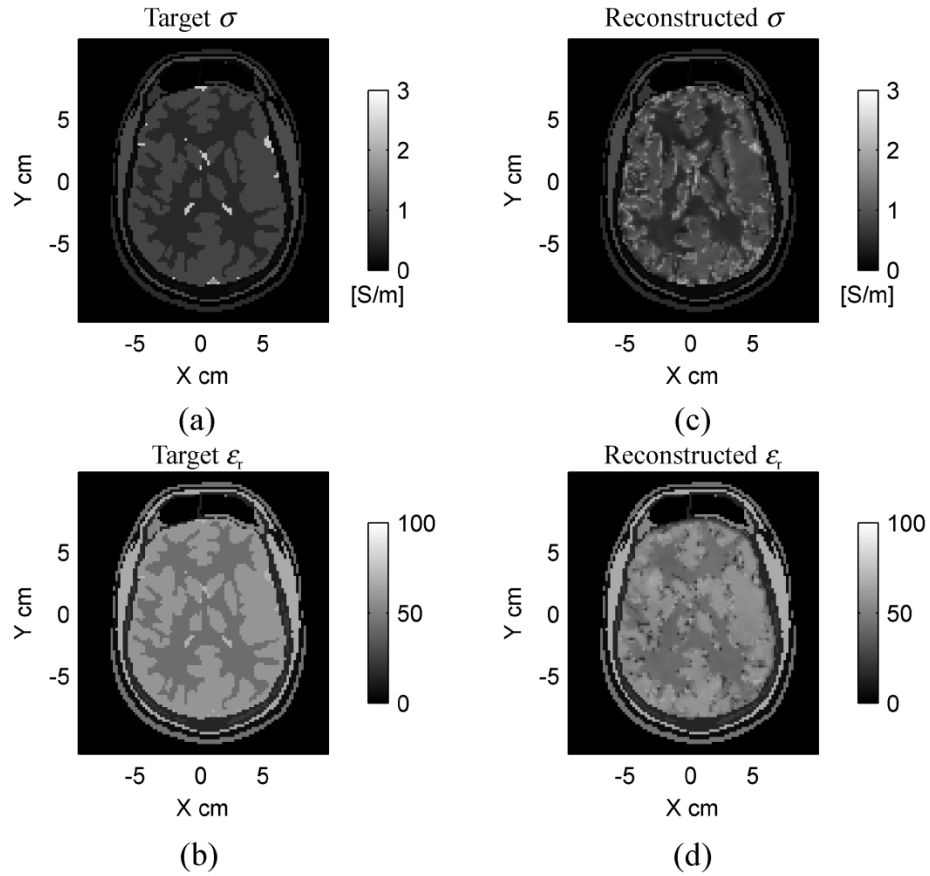 Target σ
3
2
1
0
[S/m]
Y cm
5
0
-5
-5 0 5
X cm
(a)
Reconstructed σ
3
2
1
0
[S/m]
Y cm
5
0
-5
-5 0 5
X cm
(c)
Target εr
100
50
0
Y cm
5
0
-5
-5 0 5
X cm
(b)
Reconstructed εr
100
50
0
Y cm
5
0
-5
-5 0 5
X cm
(d)